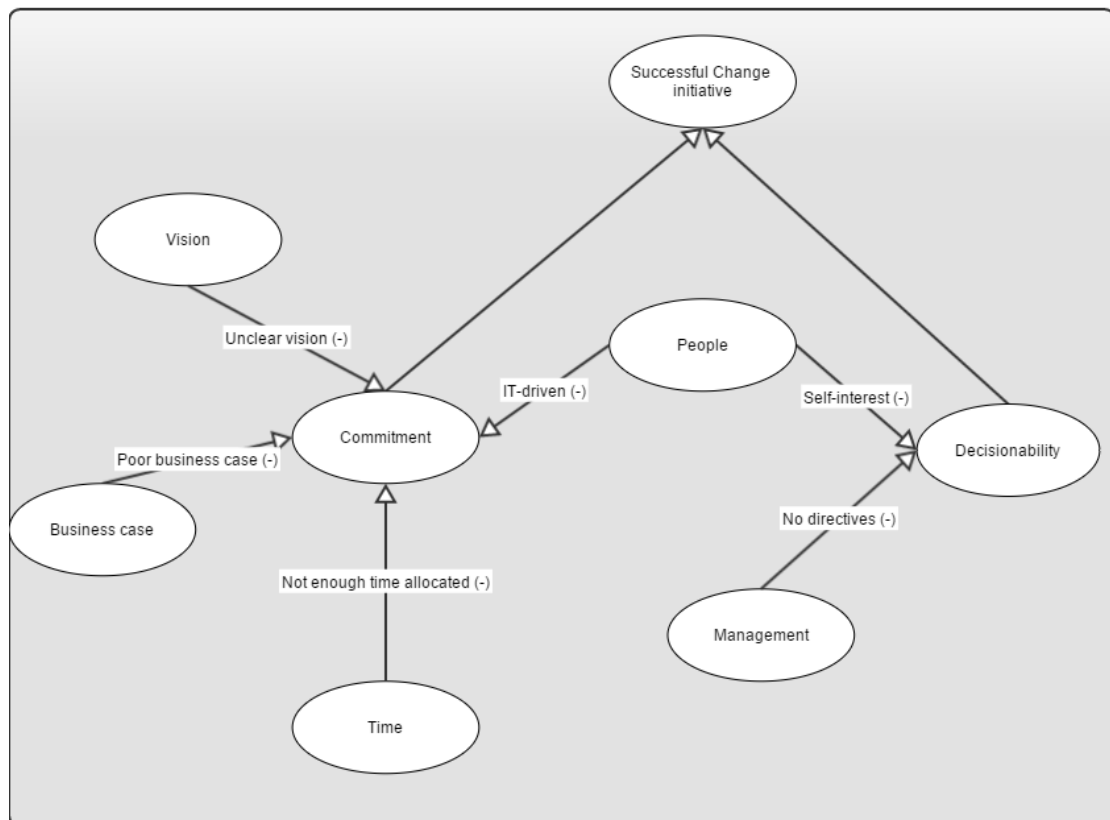 Successful Change
initiative
Vision
Unclear vision (-)
People
IT-driven (-)
Self-interest (-)
Commitment
Decisionability
Poor business case (-)
Business case
No directives (-)
Not enough time allocated (-)
Management
Time